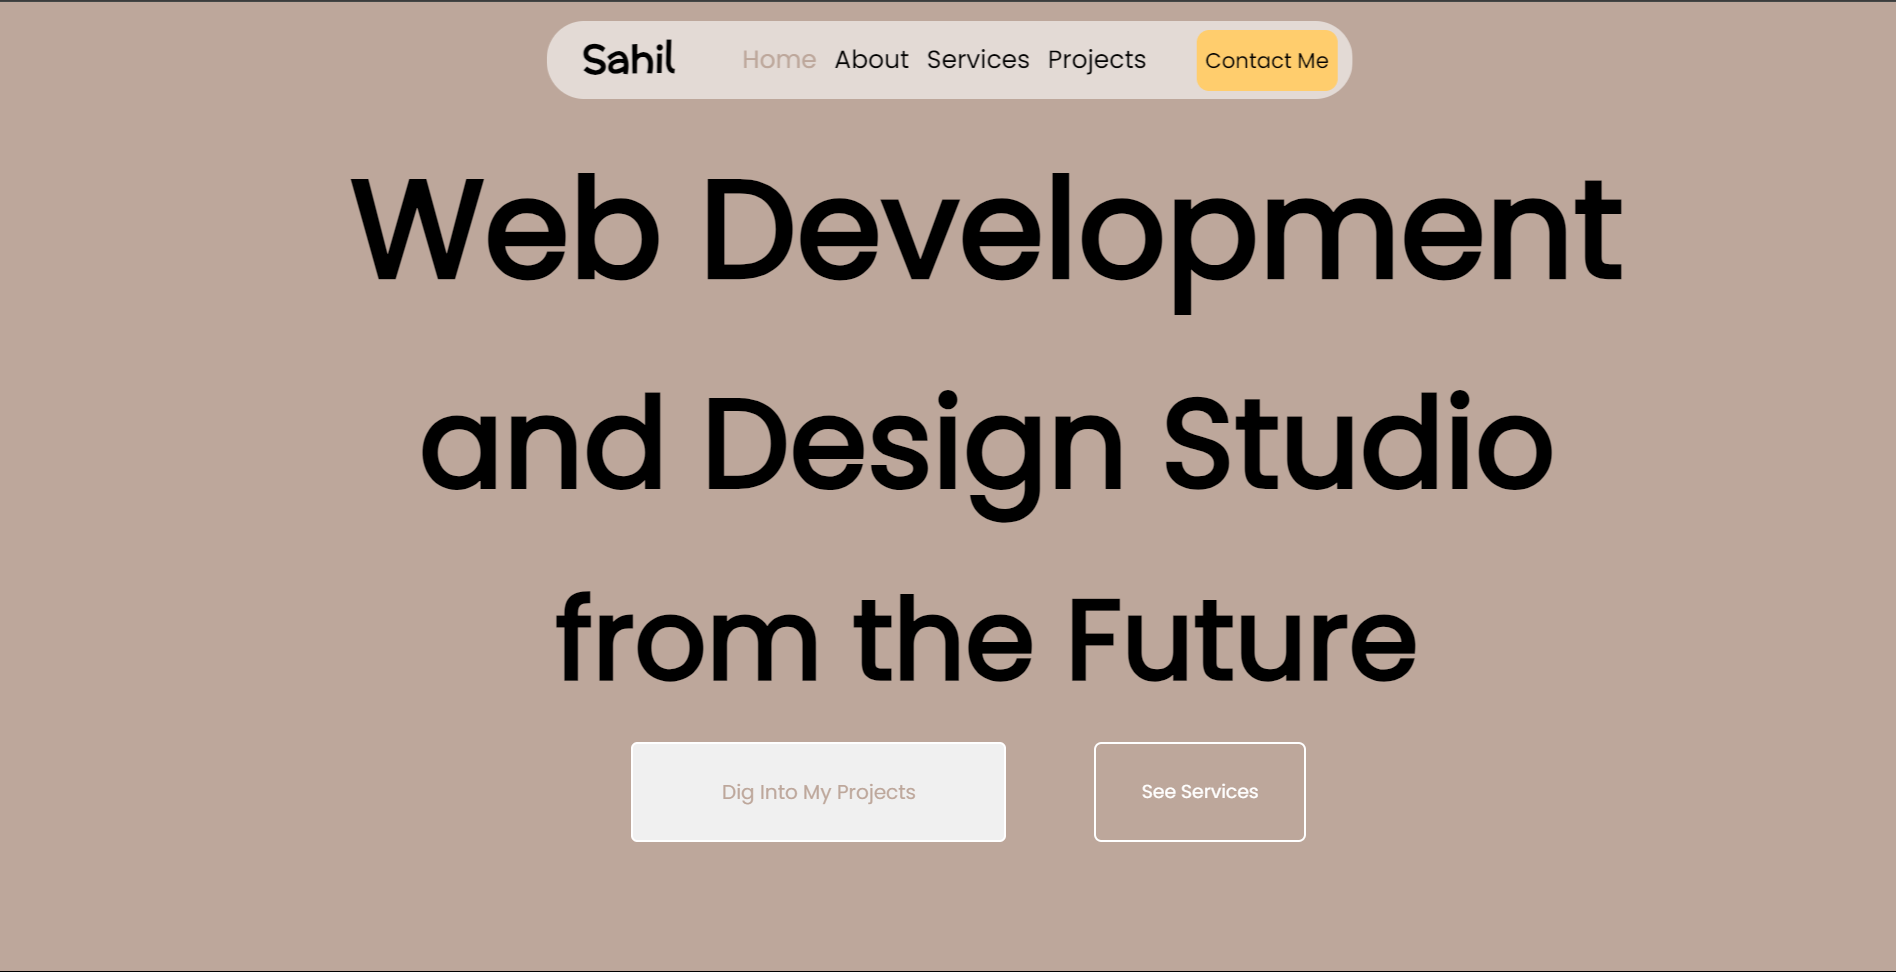 Sahil Home About Services Projects Contact Me
Web Development
and Design Studio
from the Future
Dig Into My Projects See Services